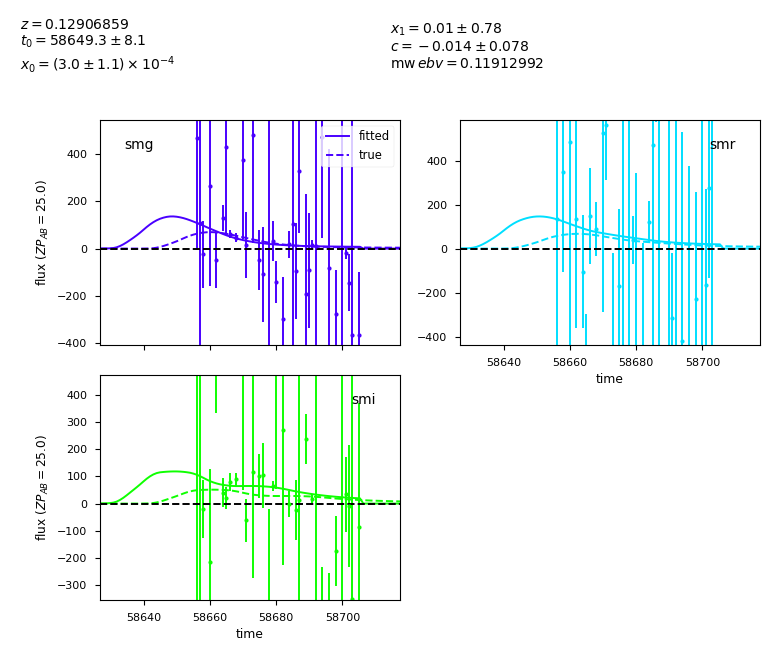 z = 0.12906859
t₀ = 58649.3 ± 8.1
x₀ = (3.0 ± 1.1) × 10⁻⁴
x₁ = 0.01 ± 0.78
c = −0.014 ± 0.078
mw ebv = 0.11912992
smg
fitted
true
flux (ZP_AB = 25.0)
400
200
0
−200
−400
smr
400
200
0
−200
−400
58640 58660 58680 58700
time
smi
flux (ZP_AB = 25.0)
400
300
200
100
0
−100
−200
−300
58640 58660 58680 58700
time